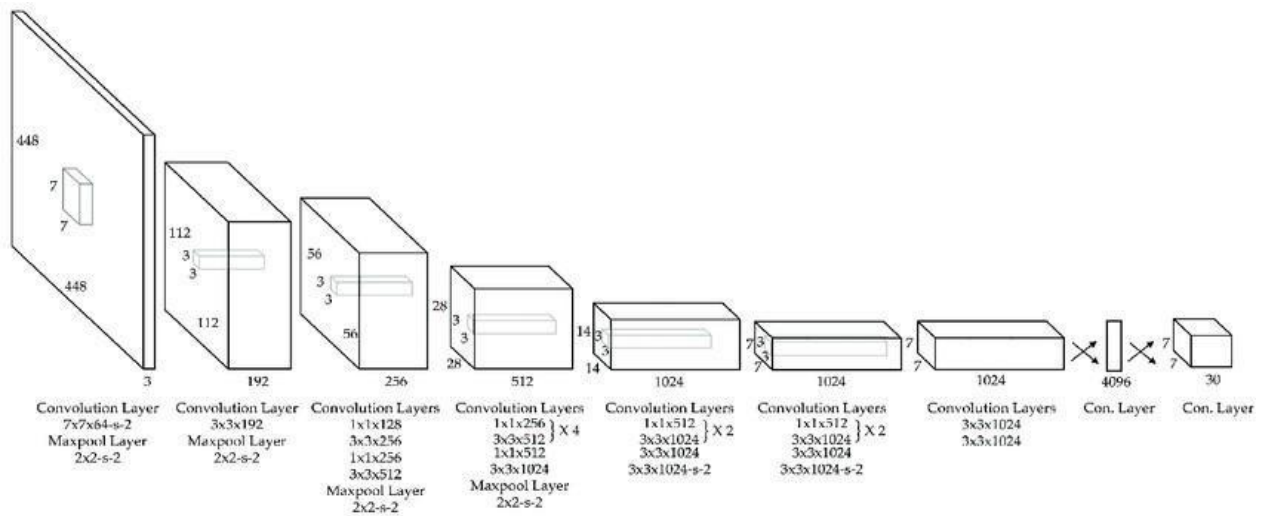 448
7
7
448
3
112
3
3
112
192
56
3
3
56
256
28
3
3
28
512
14
3
3
14
1024
7
3
3
7
1024
7
7
1024
4096
7
7
30
Convolution Layer
7x7x64-s-2
Maxpool Layer
2x2-s-2
Convolution Layer
3x3x192
Maxpool Layer
2x2-s-2
Convolution Layers
1x1x128
3x3x256
1x1x256
3x3x512
Maxpool Layer
2x2-s-2
Convolution Layers
1x1x256
3x3x512 } X 4
1x1x512
3x3x1024
Maxpool Layer
2x2-s-2
Convolution Layers
1x1x512
3x3x1024 } X 2
3x3x1024
3x3x1024-s-2
Convolution Layers
1x1x512
3x3x1024 } X 2
3x3x1024
3x3x1024-s-2
Convolution Layers
3x3x1024
3x3x1024
Con. Layer
Con. Layer